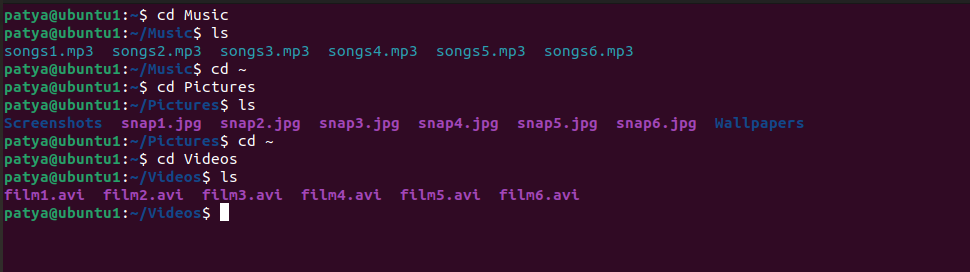 patya@ubuntu1:~$ cd Music
patya@ubuntu1:~/Music$ ls
songs1.mp3  songs2.mp3  songs3.mp3  songs4.mp3  songs5.mp3  songs6.mp3
patya@ubuntu1:~/Music$ cd ~
patya@ubuntu1:~$ cd Pictures
patya@ubuntu1:~/Pictures$ ls
Screenshots  snap1.jpg  snap2.jpg  snap3.jpg  snap4.jpg  snap5.jpg  snap6.jpg  Wallpapers
patya@ubuntu1:~/Pictures$ cd ~
patya@ubuntu1:~$ cd Videos
patya@ubuntu1:~/Videos$ ls
film1.avi  film2.avi  film3.avi  film4.avi  film5.avi  film6.avi
patya@ubuntu1:~/Videos$